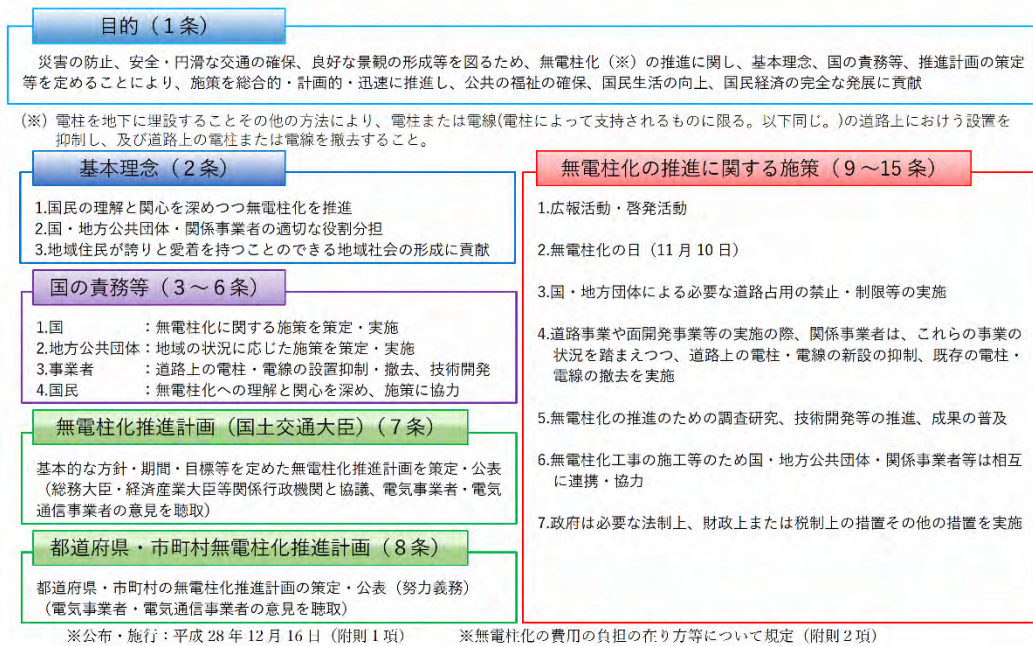 目的（1条）
災害の防止、安全・円滑な交通の確保、良好な景観の形成等を図るため、無電柱化（※）の推進に関し、基本理念、国の責務等、推進計画の策定
等を定めることにより、施策を総合的・計画的・迅速に推進し、公共の福祉の確保、国民生活の向上、国民経済の完全な発展に貢献
(※) 電柱を地下に埋設することその他の方法により、電柱または電線(電柱によって支持されるものに限る。以下同じ。)の道路上におけう設置を
抑制し、及び道路上の電柱または電線を撤去すること。
基本理念（2条）
1.国民の理解と関心を深めつつ無電柱化を推進
2.国・地方公共団体・関係事業者の適切な役割分担
3.地域住民が誇りと愛着を持つことのできる地域社会の形成に貢献
国の責務等（3～6条）
1.国　　　　：無電柱化に関する施策を策定・実施
2.地方公共団体：地域の状況に応じた施策を策定・実施
3.事業者　　：道路上の電柱・電線の設置抑制・撤去、技術開発
4.国民　　　：無電柱化への理解と関心を深め、施策に協力
無電柱化推進計画（国土交通大臣）（7条）
基本的な方針・期間・目標等を定めた無電柱化推進計画を策定・公表
（総務大臣・経済産業大臣等関係行政機関と協議、電気事業者・電気
通信事業者の意見を聴取）
都道府県・市町村無電柱化推進計画（8条）
都道府県・市町村の無電柱化推進計画の策定・公表（努力義務）
（電気事業者・電気通信事業者の意見を聴取）
無電柱化の推進に関する施策（9～15条）
1.広報活動・啓発活動
2.無電柱化の日（11月10日）
3.国・地方団体による必要な道路占用の禁止・制限等の実施
4.道路事業や面開発事業等の実施の際、関係事業者は、これらの事業の
状況を踏まえつつ、道路上の電柱・電線の新設の抑制、既存の電柱・
電線の撤去を実施
5.無電柱化の推進のための調査研究、技術開発等の推進、成果の普及
6.無電柱化工事の施工等のため国・地方公共団体・関係事業者等は相互
に連携・協力
7.政府は必要な法制上、財政上または税制上の措置その他の措置を実施
※公布・施行：平成28年12月16日（附則1項）　※無電柱化の費用の負担の在り方等について規定（附則2項）